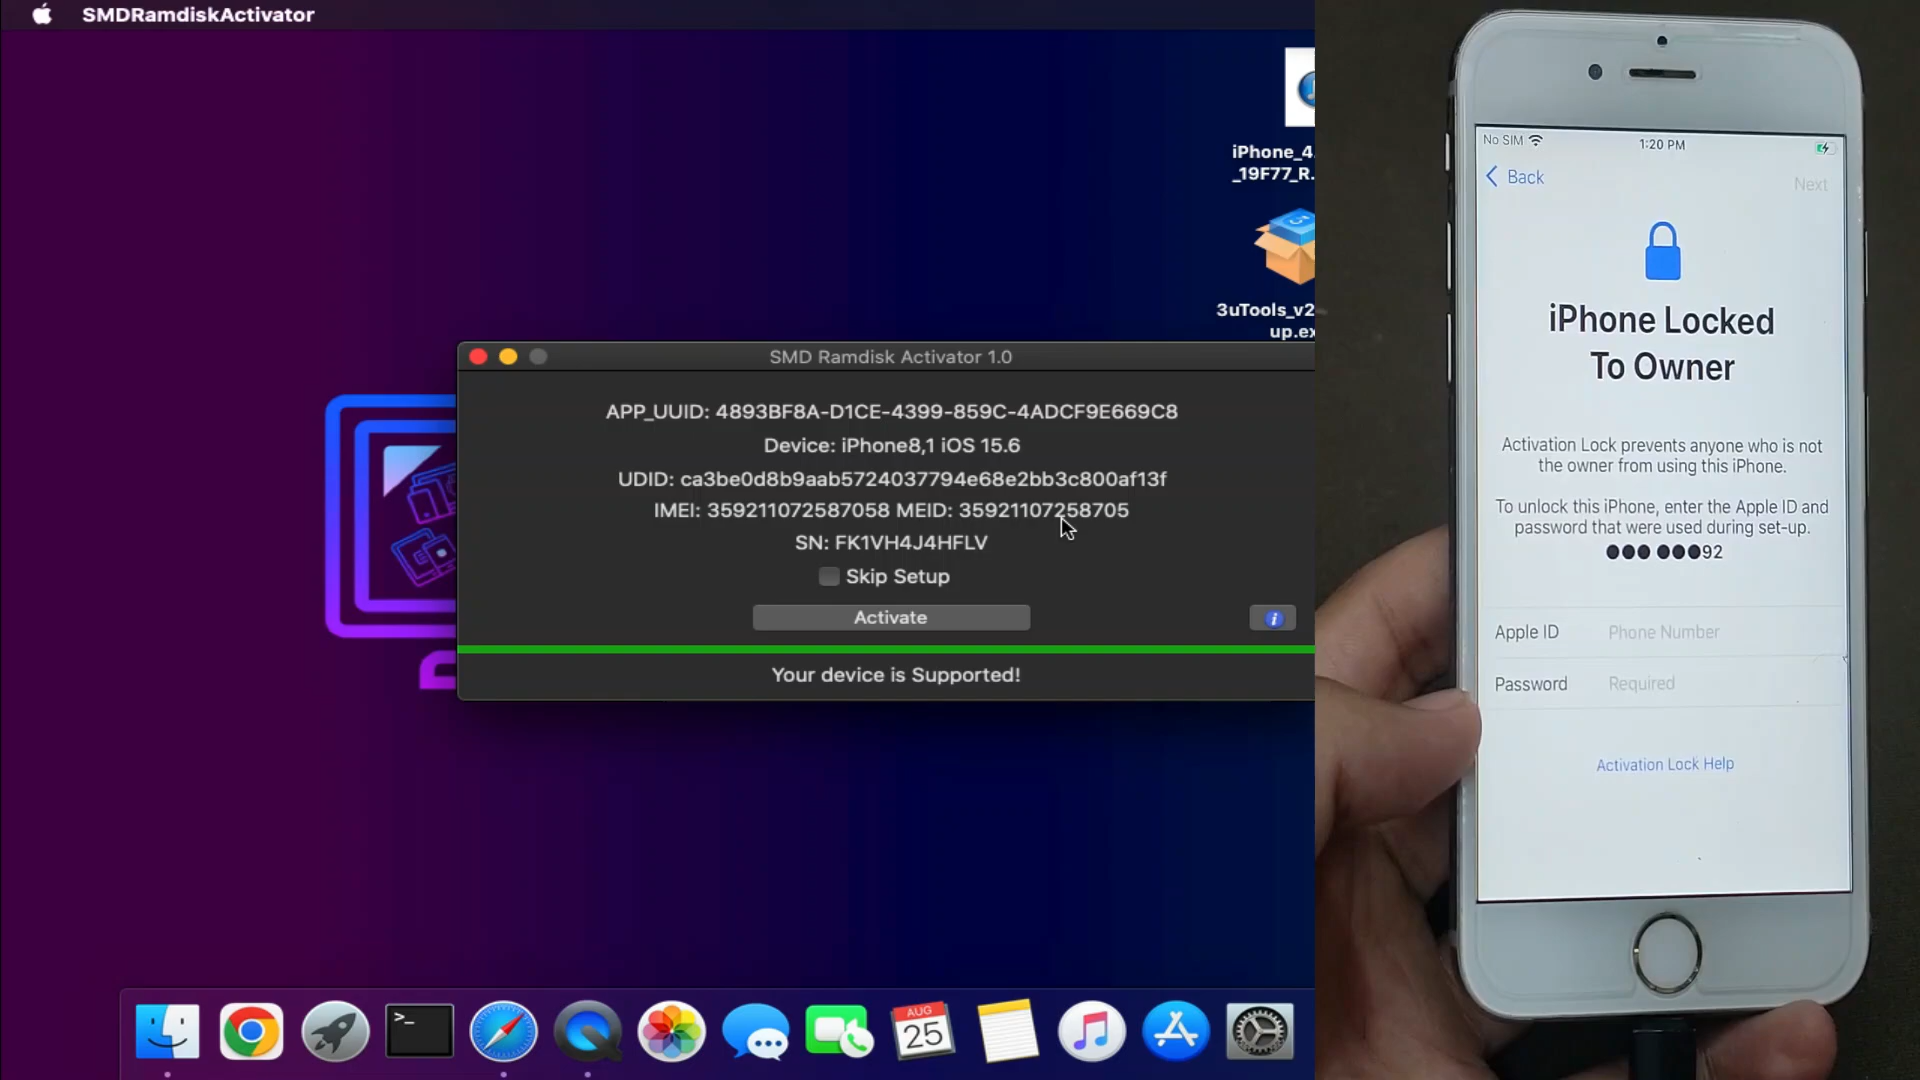 SMDRamdiskActivator
iPhone_4.
_19F77_R.
3uTools_v2
up.ex
SMD Ramdisk Activator 1.0
APP_UUID: 4893BF8A-D1CE-4399-859C-4ADCF9E669C8
Device: iPhone8,1 iOS 15.6
UDID: ca3be0d8b9aab5724037794e68e2bb3c800af13f
IMEI: 359211072587058 MEID: 35921107258705
SN: FK1VH4J4HFLV
Skip Setup
Activate
Your device is Supported!
AUG
25
No SIM
1:20 PM
Back
Next
iPhone Locked
To Owner
Activation Lock prevents anyone who is not
the owner from using this iPhone.
To unlock this iPhone, enter the Apple ID and
password that were used during set-up.
●●● ●●●92
Apple ID
Phone Number
Password
Required
Activation Lock Help